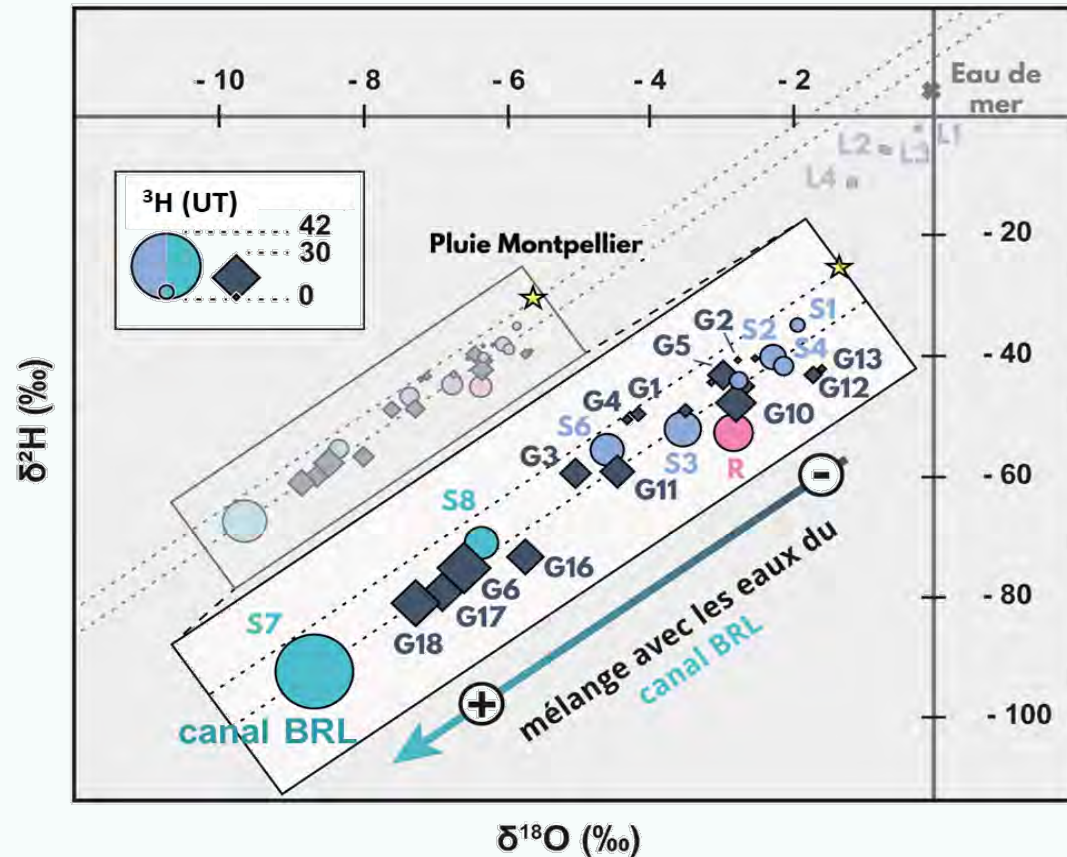 - 10
- 8
- 6
- 4
- 2
Eau de
mer
L2
L3
L1
L4
³H (UT)
42
30
0
Pluie Montpellier
- 20
- 40
- 60
- 80
- 100
G2
S2
S1
G5
S4
G13
G12
G4
G1
G10
S6
G3
S3
R
G11
S8
G16
G6
G17
G18
S7
canal BRL
-
+
mélange avec les eaux du
canal BRL
δ²H (‰)
δ¹⁸O (‰)